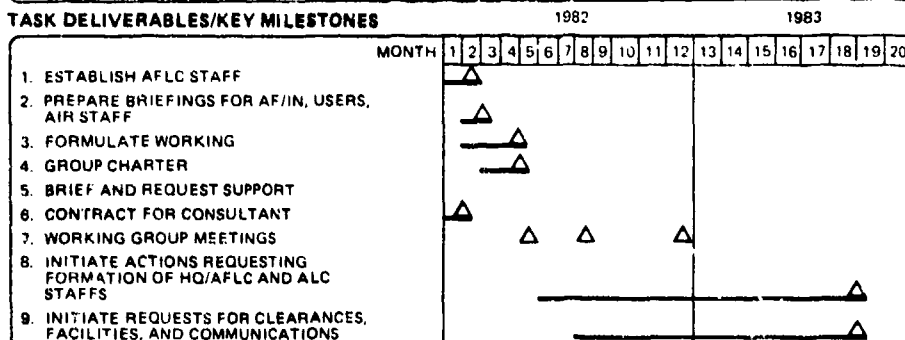 TASK DELIVERABLES/KEY MILESTONES 1982 1983
MONTH 1 2 3 4 5 6 7 8 9 10 11 12 13 14 15 16 17 18 19 20
1. ESTABLISH AFLC STAFF
2. PREPARE BRIEFINGS FOR AF/IN, USERS,
AIR STAFF
3. FORMULATE WORKING
4. GROUP CHARTER
5. BRIEF AND REQUEST SUPPORT
6. CONTRACT FOR CONSULTANT
7. WORKING GROUP MEETINGS
8. INITIATE ACTIONS REQUESTING
FORMATION OF HQ/AFLC AND ALC
STAFFS
9. INITIATE REQUESTS FOR CLEARANCES,
FACILITIES, AND COMMUNICATIONS